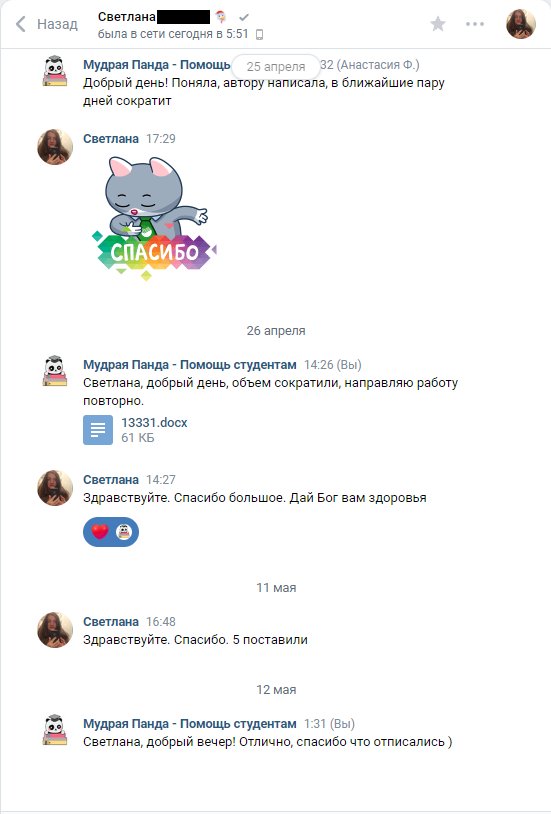 Назад
Светлана
была в сети сегодня в 5:51
25 апреля
Мудрая Панда - Помощь 32 (Анастасия Ф.)
Добрый день! Поняла, автору написала, в ближайшие пару
дней сократит
Светлана 17:29
СПАСИБО
26 апреля
Мудрая Панда - Помощь студентам 14:26 (Вы)
Светлана, добрый день, объем сократили, направляю работу
повторно.
13331.docx
61 КБ
Светлана 14:27
Здравствуйте. Спасибо большое. Дай Бог вам здоровья
11 мая
Светлана 16:48
Здравствуйте. Спасибо. 5 поставили
12 мая
Мудрая Панда - Помощь студентам 1:31 (Вы)
Светлана, добрый вечер! Отлично, спасибо что отписались )